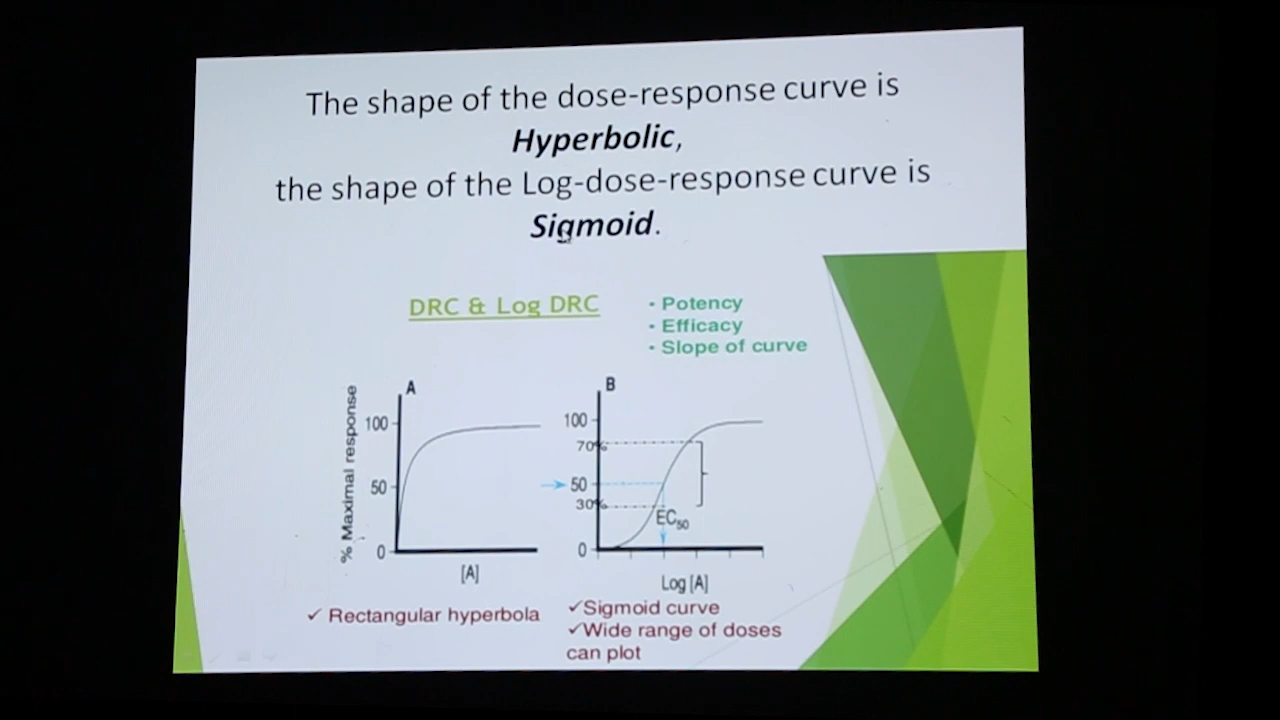 The shape of the dose-response curve is
Hyperbolic,
the shape of the Log-dose-response curve is
Sigmoid.
DRC & Log DRC
• Potency
• Efficacy
• Slope of curve
A
% Maximal response
100
50
0
[A]
✓ Rectangular hyperbola
B
100
70%
50
30%
0
EC50
Log [A]
✓Sigmoid curve
✓Wide range of doses
can plot